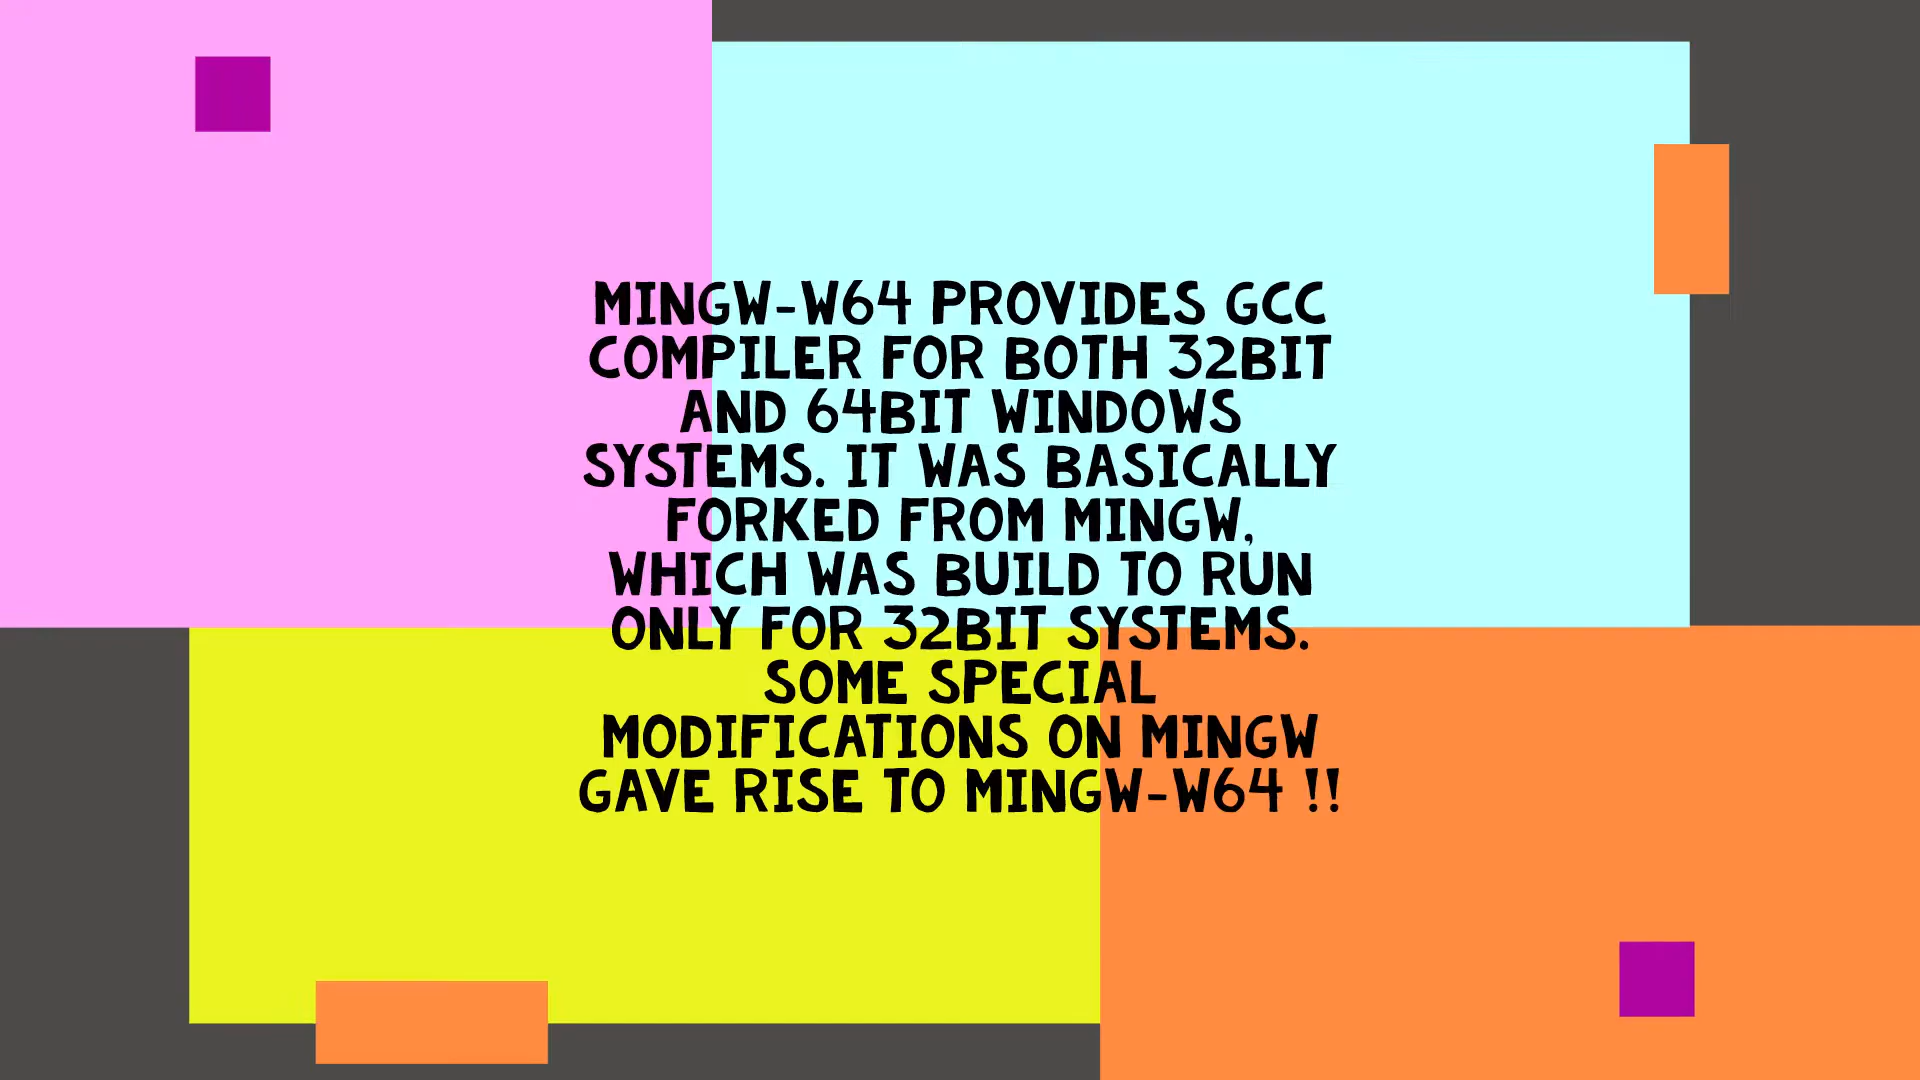 MINGW-W64 PROVIDES GCC
COMPILER FOR BOTH 32BIT
AND 64BIT WINDOWS
SYSTEMS. IT WAS BASICALLY
FORKED FROM MINGW,
WHICH WAS BUILD TO RUN
ONLY FOR 32BIT SYSTEMS.
SOME SPECIAL
MODIFICATIONS ON MINGW
GAVE RISE TO MINGW-W64 !!